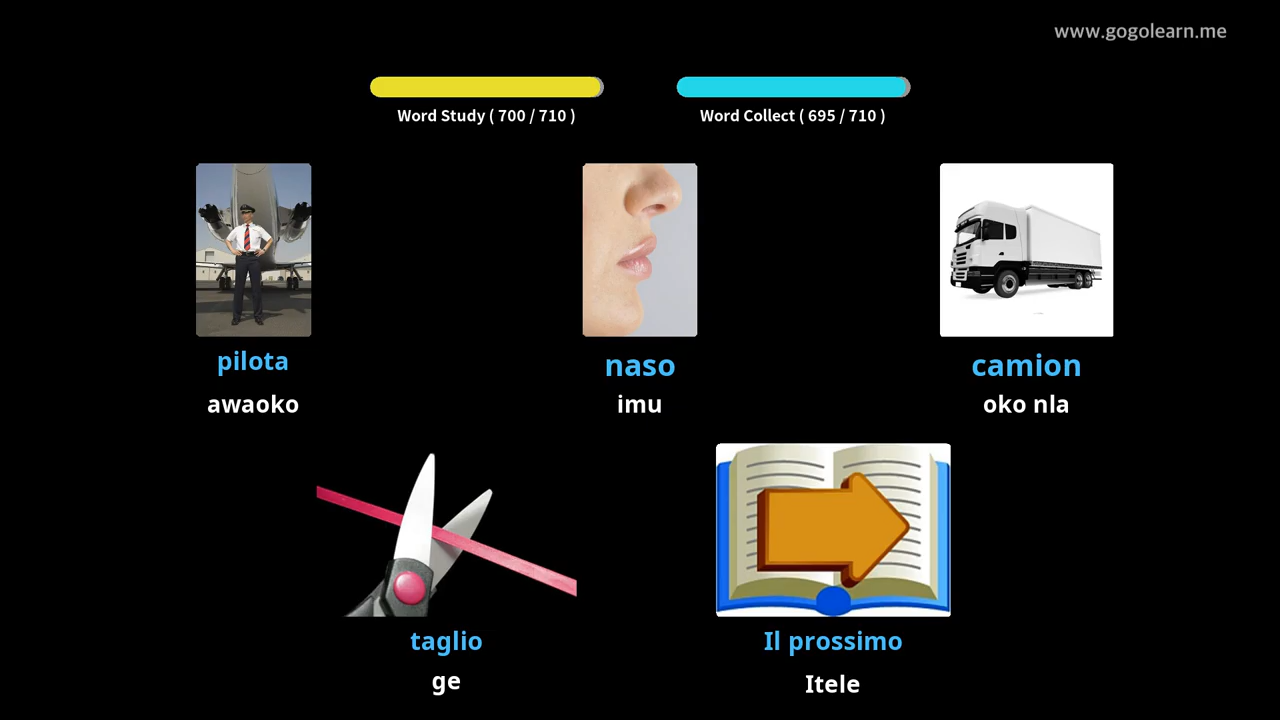 www.gogolearn.me
Word Study ( 700 / 710 )
Word Collect ( 695 / 710 )
pilota
naso
camion
awaoko
imu
oko nla
taglio
Il prossimo
ge
Itele